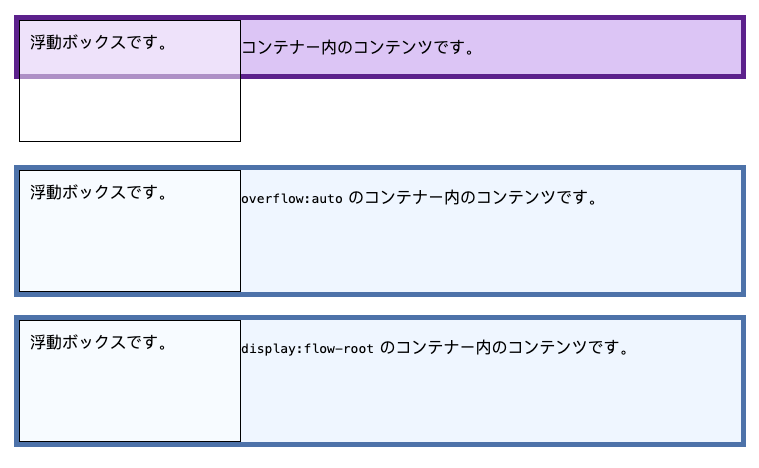 浮動ボックスです。
コンテナー内のコンテンツです。
浮動ボックスです。
overflow:auto のコンテナー内のコンテンツです。
浮動ボックスです。
display:flow-root のコンテナー内のコンテンツです。